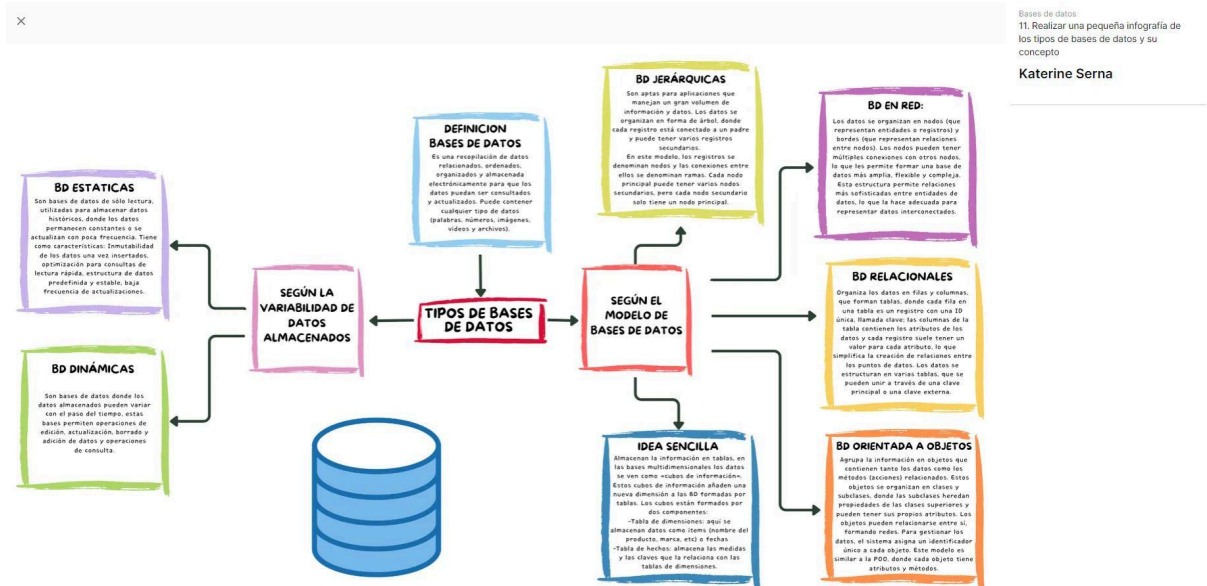 Bases de datos
11. Realizar una pequeña infografía de
los tipos de bases de datos y su
concepto
Katerine Serna
BD ESTATICAS
Son bases de datos de sólo lectura,
utilizadas para almacenar datos
históricos, donde los datos
permanecen constantes o se
actualizan con poca frecuencia. Tiene
como características: Inmutabilidad
de los datos una vez insertados,
optimización para consultas de
lectura rápida, estructura de datos
predefinida y estable, baja
frecuencia de actualizaciones.
BD DINÁMICAS
Son bases de datos donde los
datos almacenados pueden variar
con el paso del tiempo, estas
bases permiten operaciones de
edición, actualización, borrado y
adición de datos y operaciones
de consulta.
SEGÚN LA
VARIABILIDAD DE
DATOS
ALMACENADOS
DEFINICION
BASES DE DATOS
Es una recopilación de datos
relacionados, ordenados,
organizados y almacenada
electrónicamente para que los
datos puedan ser consultados
y actualizados. Puede contener
cualquier tipo de datos
(palabras, números, imágenes,
videos y archivos).
TIPOS DE BASES
DE DATOS
SEGÚN EL
MODELO DE
BASES DE DATOS
BD JERÁRQUICAS
Son aptas para aplicaciones que
manejan un gran volumen de
información y datos. Los datos se
organizan en forma de árbol, donde
cada registro está conectado a un padre
y puede tener varios registros
secundarios.
En este modelo, los registros se
denominan nodos y las conexiones entre
ellos se denominan ramas. Cada nodo
principal puede tener varios nodos
secundarios, pero cada nodo secundario
solo tiene un nodo principal.
BD EN RED:
Los datos se organizan en nodos (que
representan entidades o registros) y
bordes (que representan relaciones
entre nodos). Los nodos pueden tener
múltiples conexiones con otros nodos,
lo que les permite formar una base de
datos más amplia, flexible y compleja.
Esta estructura permite relaciones
más sofisticadas entre entidades de
datos, lo que la hace adecuada para
representar datos interconectados.
BD RELACIONALES
Organiza los datos en filas y columnas,
que forman tablas, donde cada fila en
una tabla es un registro con una ID
única, llamada clave; las columnas de la
tabla contienen los atributos de los
datos y cada registro suele tener un
valor para cada atributo, lo que
simplifica la creación de relaciones entre
los puntos de datos. Los datos se
estructuran en varias tablas, que se
pueden unir a través de una clave
principal o una clave externa.
IDEA SENCILLA
Almacenan la información en tablas, en
las bases multidimensionales los datos
se ven como «cubos de información».
Estos cubos de información añaden una
nueva dimensión a las BD formadas por
tablas. Los cubos están formados por
dos componentes:
-Tabla de dimensiones: aquí se
almacenan datos como items (nombre del
producto, marca, etc) o fechas
-Tabla de hechos: almacena las medidas
y las claves que la relaciona con las
tablas de dimensiones.
BD ORIENTADA A OBJETOS
Agrupa la información en objetos que
contienen tanto los datos como los
métodos (acciones) relacionados. Estos
objetos se organizan en clases y
subclases, donde las subclases heredan
propiedades de las clases superiores y
pueden tener sus propios atributos. Los
objetos pueden relacionarse entre sí,
formando redes. Para gestionar los
datos, el sistema asigna un identificador
único a cada objeto. Este modelo es
similar a la POO, donde cada objeto tiene
atributos y métodos.